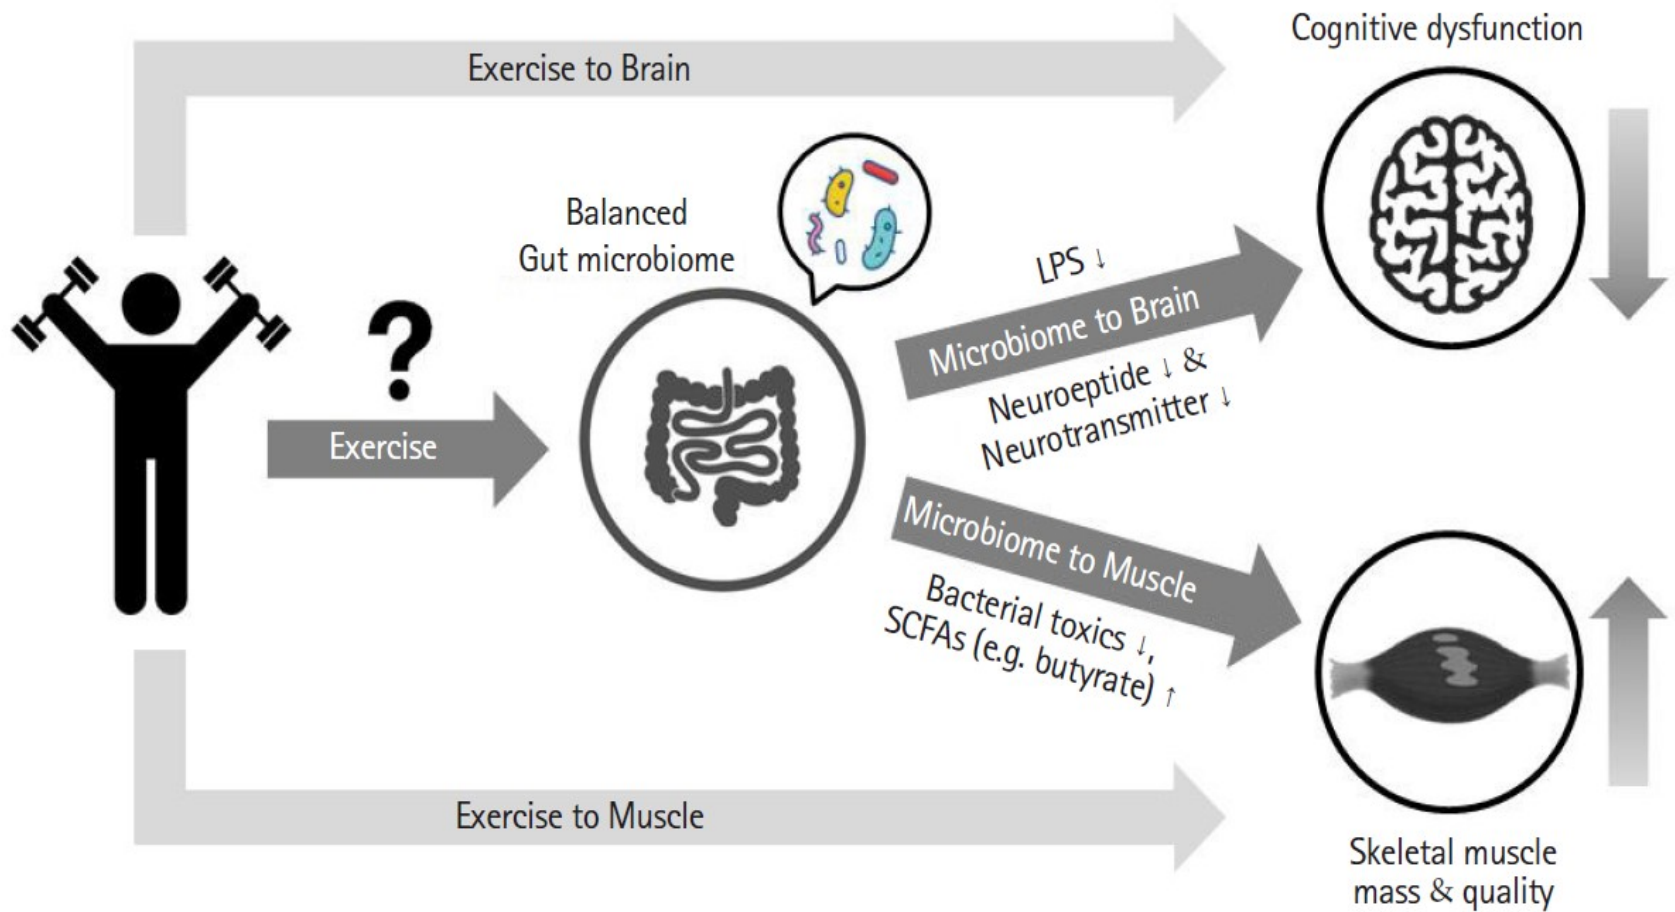 Cognitive dysfunction
Exercise to Brain
Balanced
Gut microbiome
?
Exercise
LPS ↓
Microbiome to Brain
Neuroeptide ↓ &
Neurotransmitter ↓
Microbiome to Muscle
Bacterial toxics ↓,
SCFAs (e.g. butyrate) ↑
Exercise to Muscle
Skeletal muscle
mass & quality